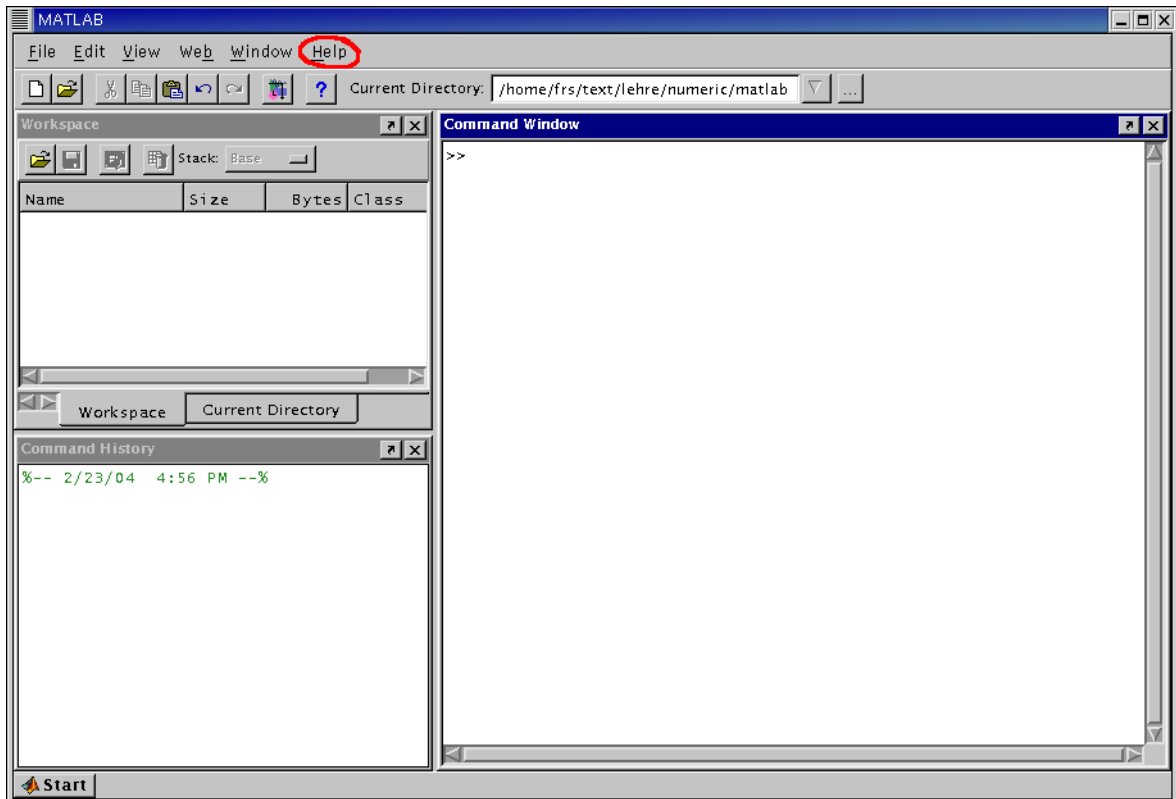 MATLAB
File Edit View Web Window Help
? Current Directory: /home/frs/text/lehre/numeric/matlab ...
Workspace
Stack: Base
Name Size Bytes Class
Workspace Current Directory
Command History
%-- 2/23/04 4:56 PM --%
Command Window
>>
Start